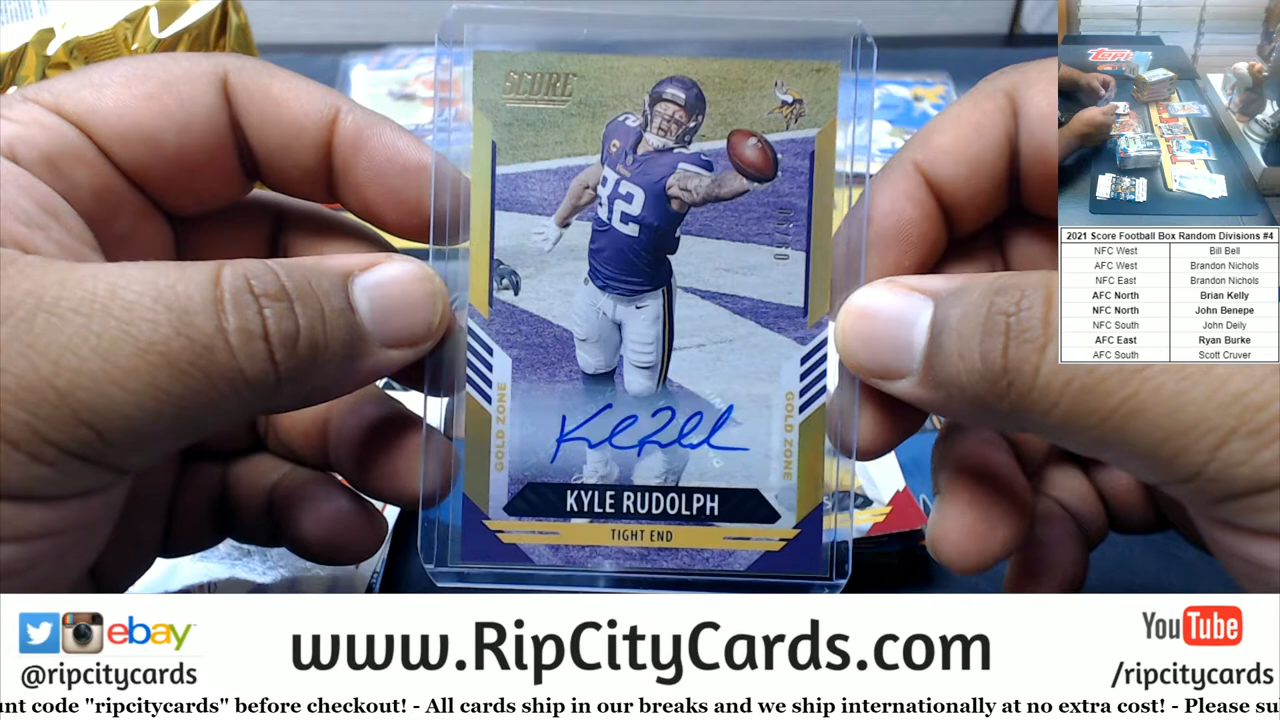 SCORE
82
GOLD ZONE
GOLD ZONE
KYLE RUDOLPH
TIGHT END
Topps
2021 Score Football Box Random Divisions #4
NFC West Bill Bell
AFC West Brandon Nichols
NFC East Brandon Nichols
AFC North Brian Kelly
NFC North John Benepe
NFC South John Deily
AFC East Ryan Burke
AFC South Scott Cruver
ebay
@ripcitycards
www.RipCityCards.com
YouTube
/ripcitycards
unt code "ripcitycards" before checkout! - All cards ship in our breaks and we ship internationally at no extra cost! - Please su